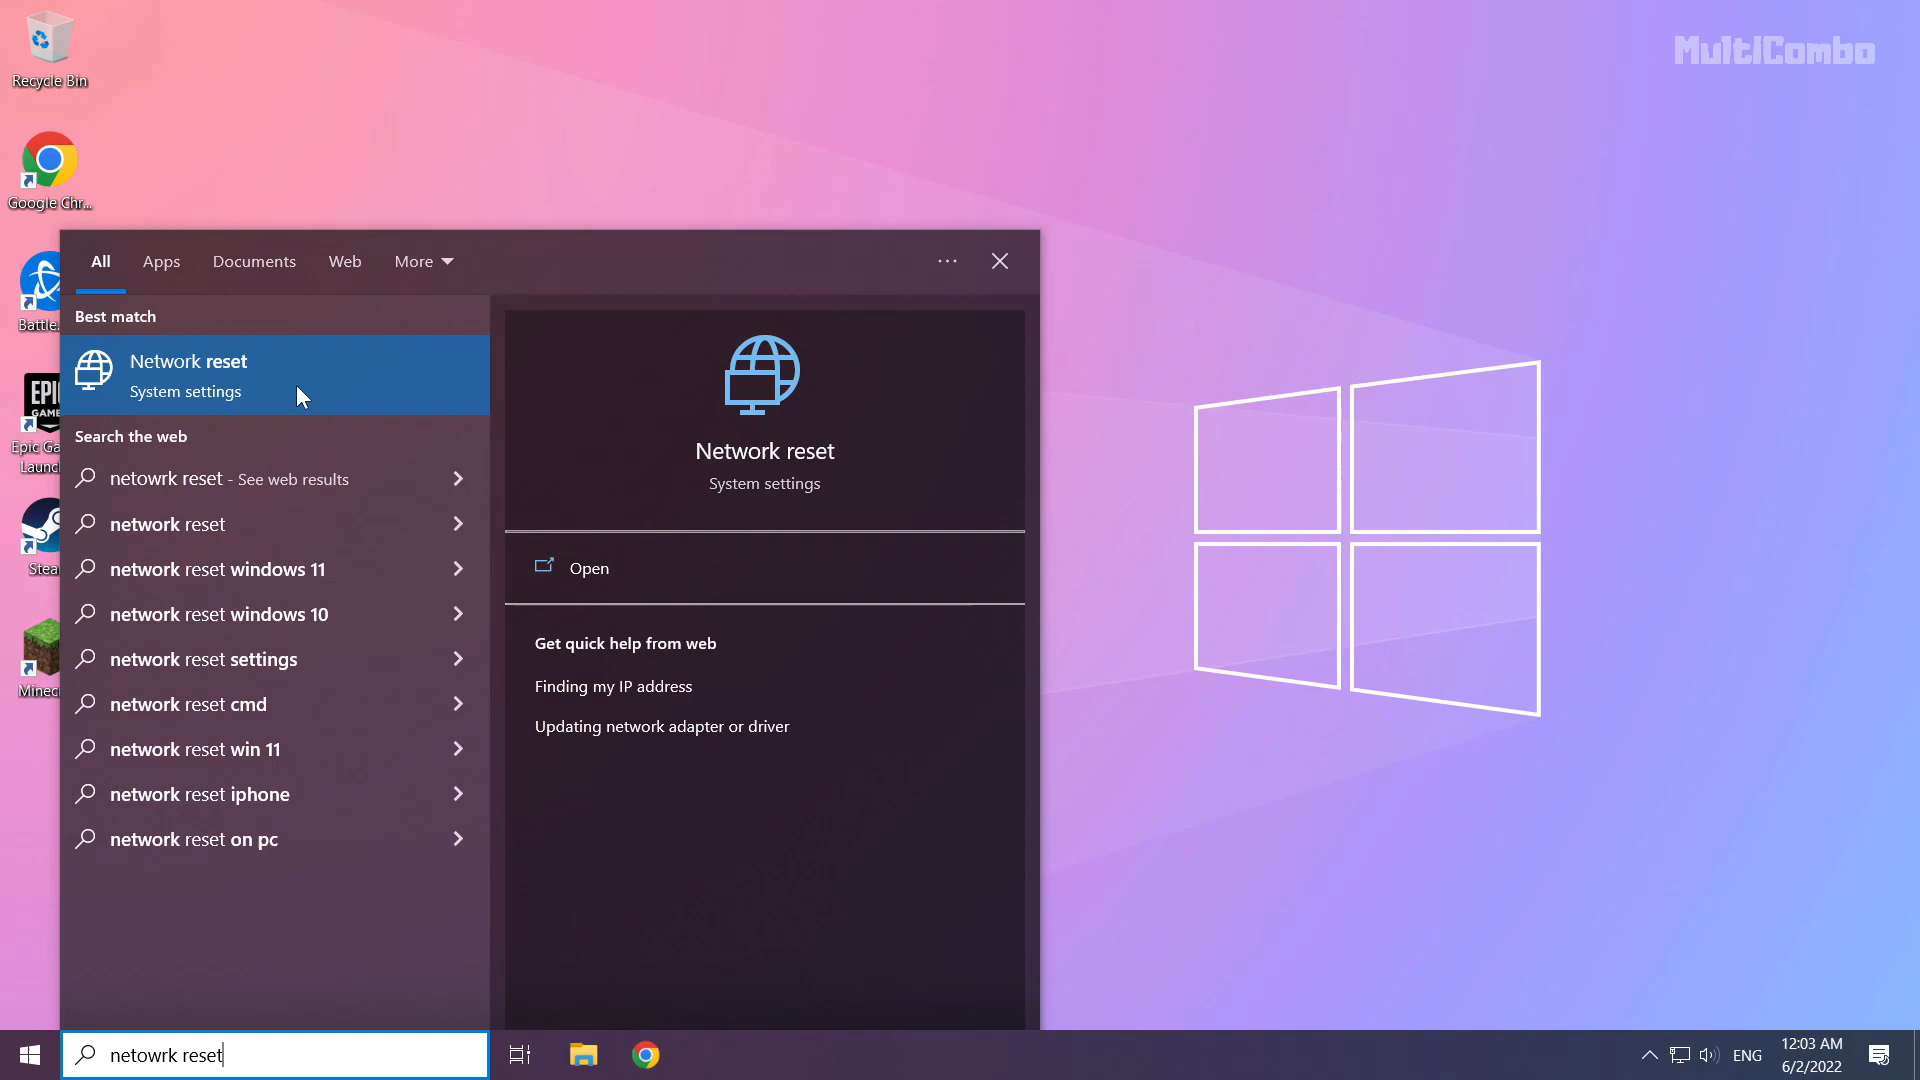 MultiCombo
Recycle Bin
Google Chr...
Battle.
EPIC
GAME
Epic Ga
Launc
Stea
Minec
All
Apps
Documents
Web
More
...
Best match
Network reset
System settings
Search the web
netowrk reset - See web results
network reset
network reset windows 11
network reset windows 10
network reset settings
network reset cmd
network reset win 11
network reset iphone
network reset on pc
Network reset
System settings
Open
Get quick help from web
Finding my IP address
Updating network adapter or driver
netowrk reset
ENG
12:03 AM
6/2/2022